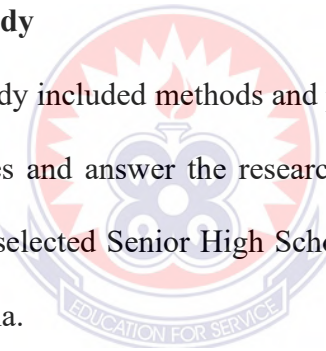 dy
dy included methods and
es and answer the researc
selected Senior High Scho
a.
EDUCATION FOR SERVICE